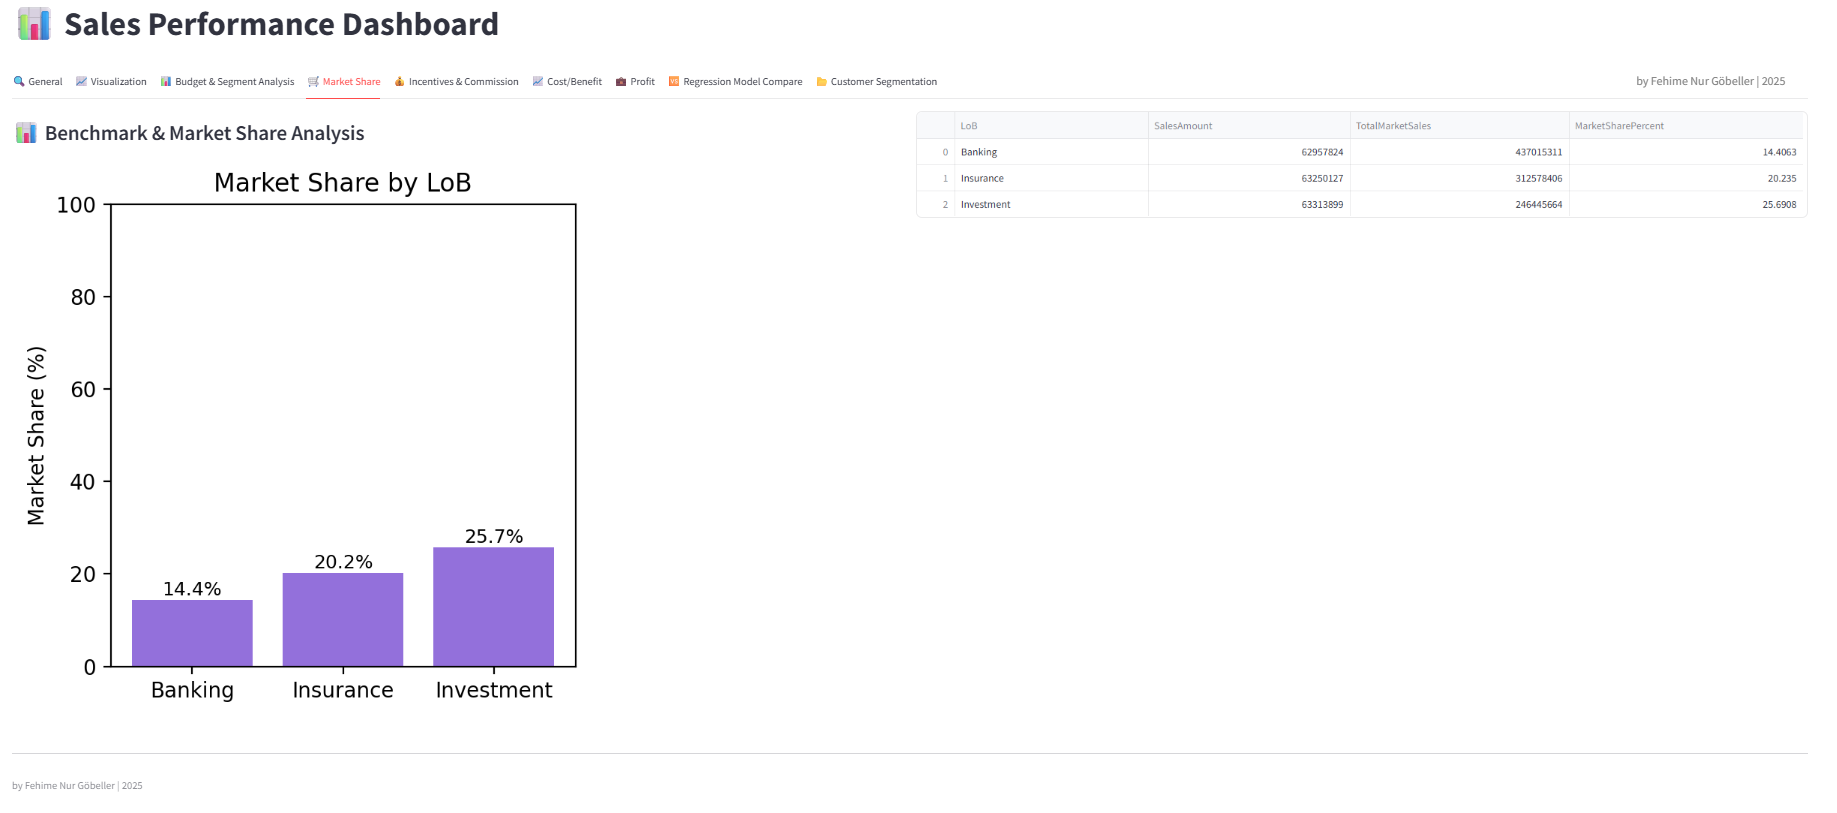 Sales Performance Dashboard
General Visualization Budget & Segment Analysis Market Share Incentives & Commission Cost/Benefit Profit VS Regression Model Compare Customer Segmentation by Fehime Nur Göbeller | 2025
Benchmark & Market Share Analysis
Market Share by LoB
Market Share (%)
100
80
60
40
20
0
14.4%
20.2%
25.7%
Banking Insurance Investment
LoB SalesAmount TotalMarketSales MarketSharePercent
0 Banking 62957824 437015311 14.4063
1 Insurance 63250127 312578406 20.235
2 Investment 63313899 246445664 25.6908
by Fehime Nur Göbeller | 2025